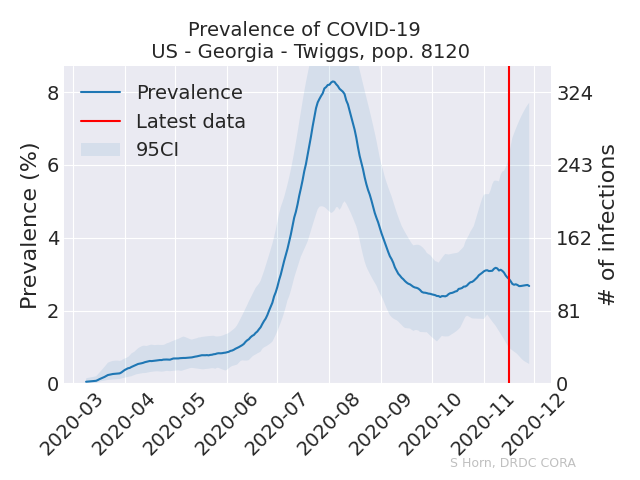 Prevalence of COVID-19
US - Georgia - Twiggs, pop. 8120
Prevalence
Latest data
95CI
Prevalence (%)
8
6
4
2
0
324
243
162
81
0
# of infections
2020-03
2020-04
2020-05
2020-06
2020-07
2020-08
2020-09
2020-10
2020-11
2020-12
S Horn, DRDC CORA